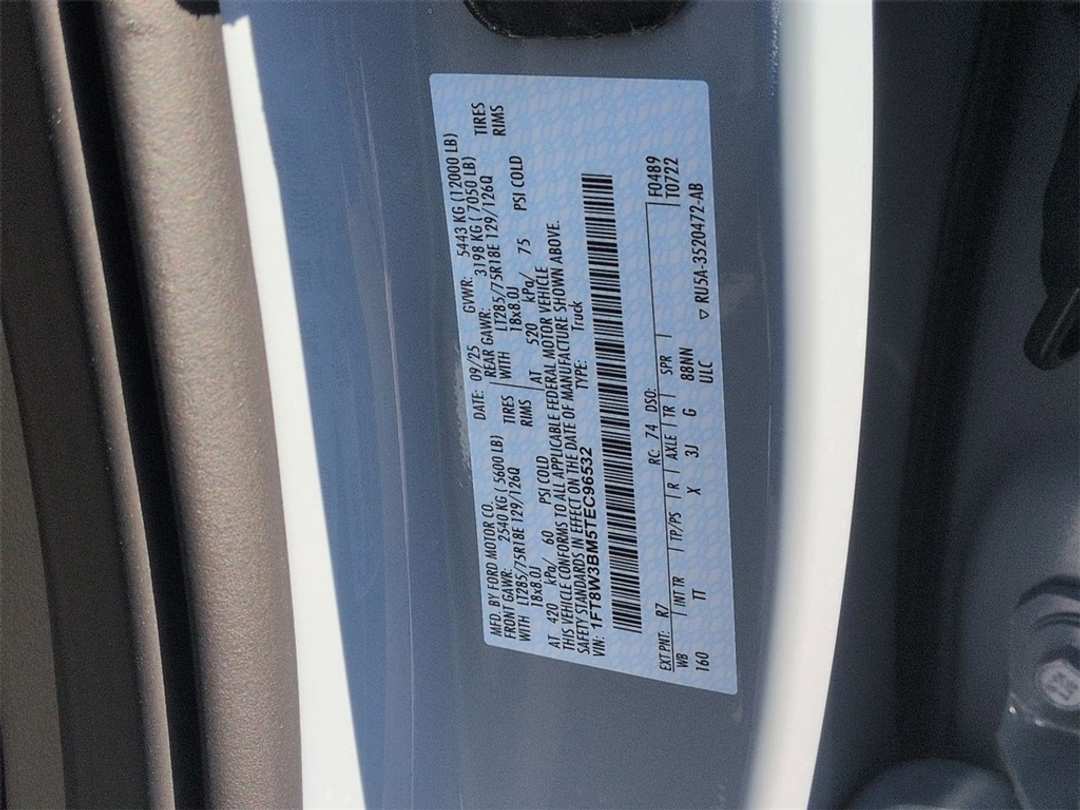 MFD. BY FORD MOTOR CO. DATE: 09/25 GVWR: 5443 KG (12000 LB)
FRONT GAWR: 2540 KG ( 5600 LB) REAR GAWR: 3198 KG ( 7050 LB)
WITH LT285/75R18E 129/126Q TIRES WITH LT285/75R18E 129/126Q TIRES
18x8.0J RIMS 18x8.0J RIMS
AT 420 kPa/ 60 PSI COLD AT 520 kPa/ 75 PSI COLD
THIS VEHICLE CONFORMS TO ALL APPLICABLE FEDERAL MOTOR VEHICLE
SAFETY STANDARDS IN EFFECT ON THE DATE OF MANUFACTURE SHOWN ABOVE.
VIN: 1FT8W3BM5TEC96532 TYPE: Truck
EXT PNT: R7 RC: 74 DSO: F0489
WB INT TR TP/PS R AXLE TR SPR T0722
160 TT X 3J G 88NN
ULC ▽ RU5A-3520472-AB